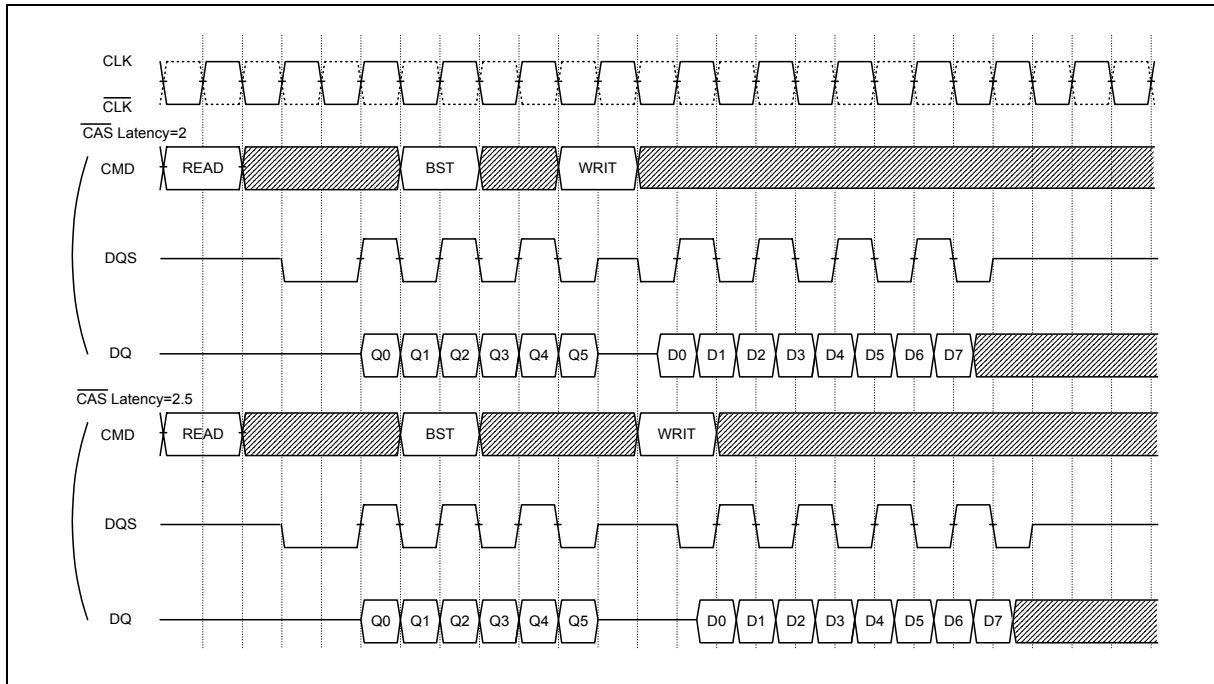 CLK
CLK
CAS Latency=2
CMD READ BST WRIT
DQS
DQ Q0 Q1 Q2 Q3 Q4 Q5 D0 D1 D2 D3 D4 D5 D6 D7
CAS Latency=2.5
CMD READ BST WRIT
DQS
DQ Q0 Q1 Q2 Q3 Q4 Q5 D0 D1 D2 D3 D4 D5 D6 D7